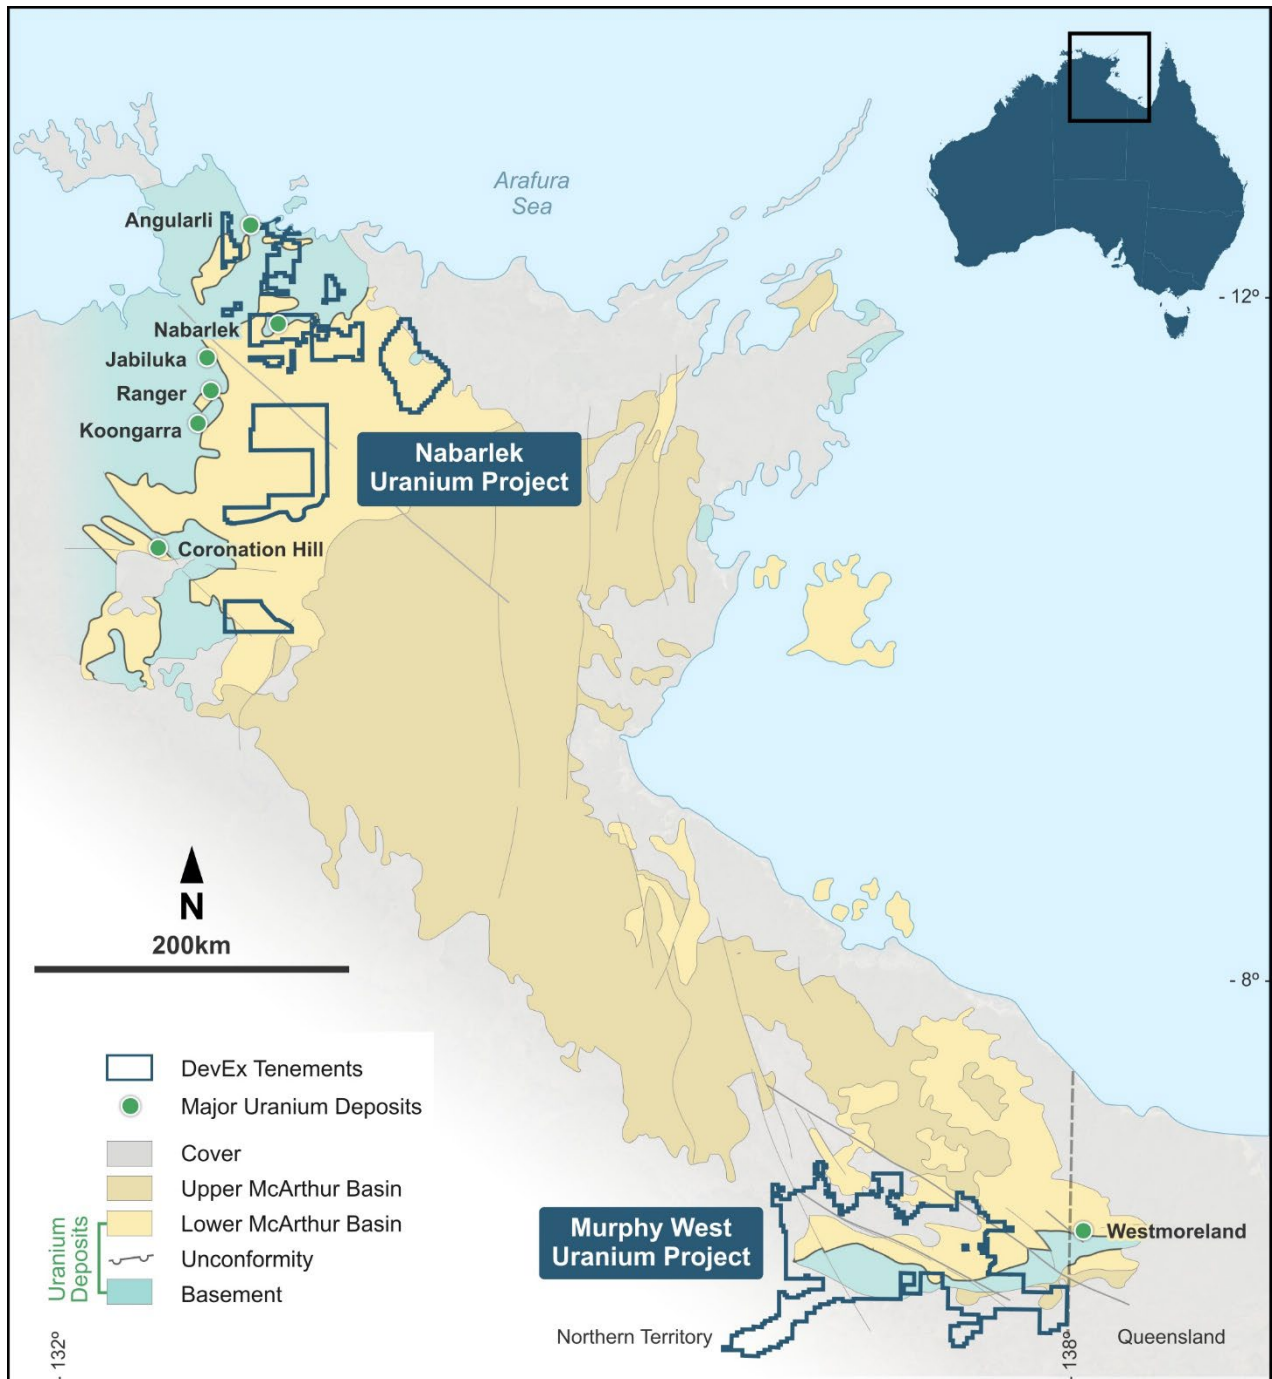 Arafura
Sea
- 12º
Angularli
Nabarlek
Jabiluka
Ranger
Koongarra
Nabarlek
Uranium Project
Coronation Hill
N
200km
- 8º
DevEx Tenements
Major Uranium Deposits
Cover
Upper McArthur Basin
Lower McArthur Basin
Unconformity
Basement
Uranium
Deposits
Murphy West
Uranium Project
Westmoreland
Northern Territory
Queensland
- 132º
- 138º